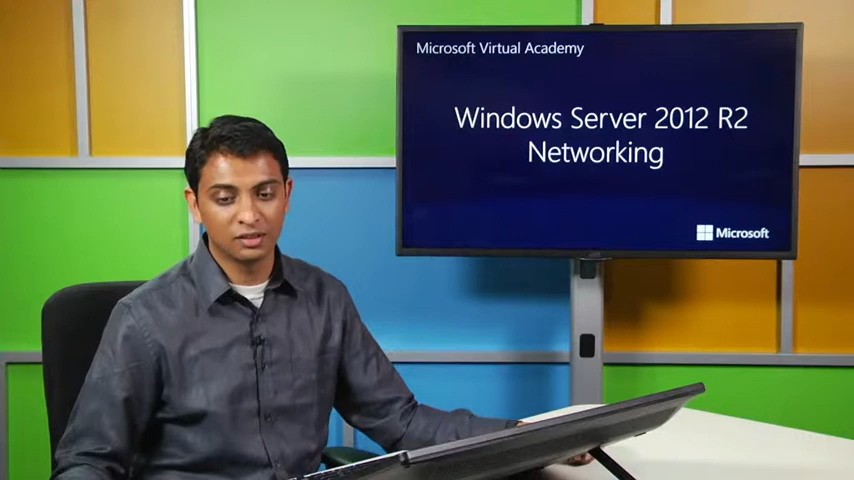 Microsoft Virtual Academy
Windows Server 2012 R2
Networking
Microsoft